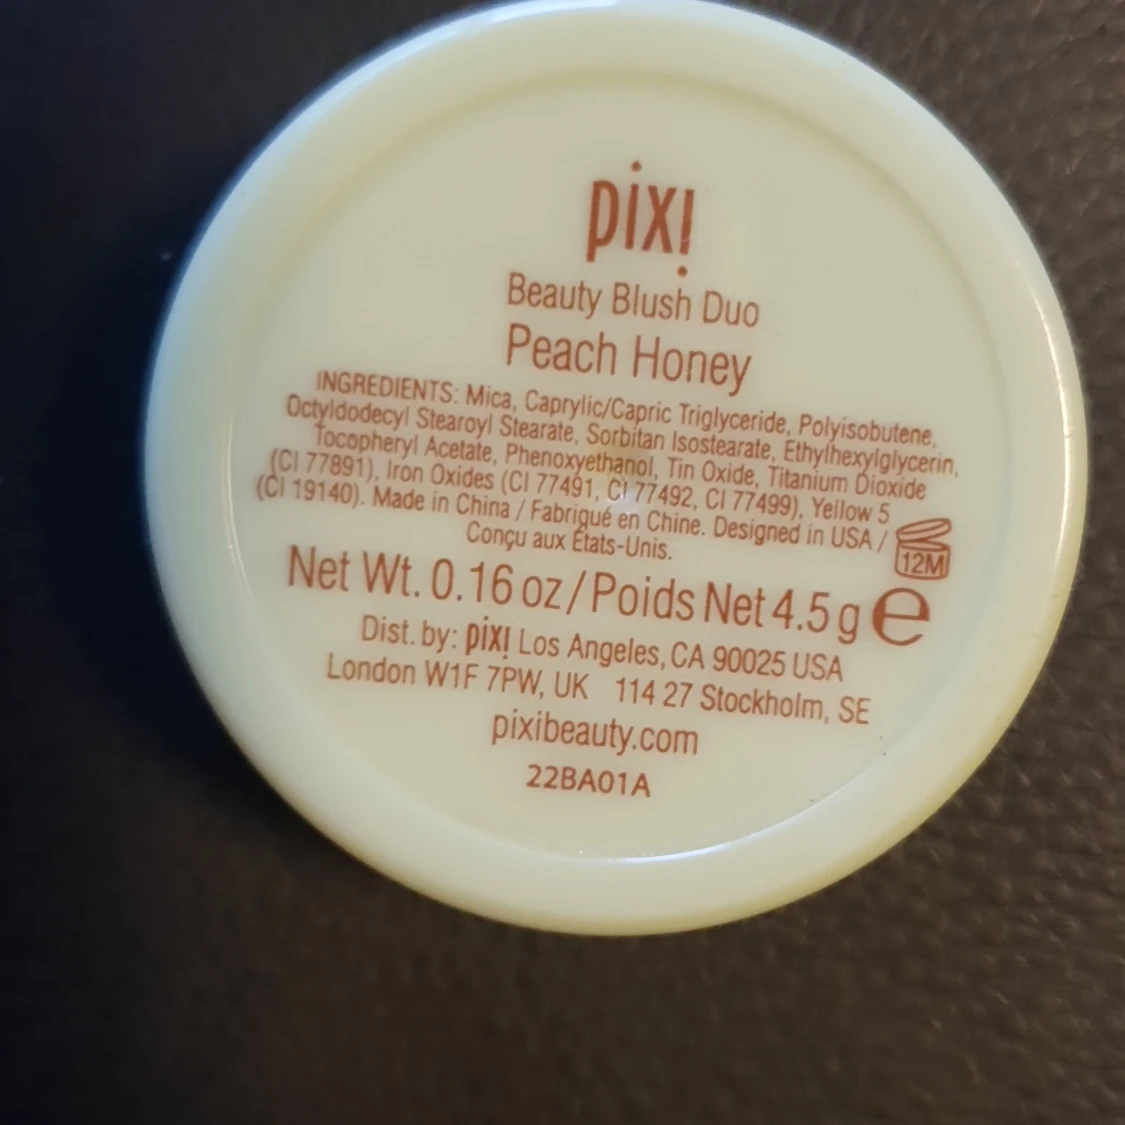 pixi
Beauty Blush Duo
Peach Honey
INGREDIENTS: Mica, Caprylic/Capric Triglyceride, Polyisobutene,
Octyldodecyl Stearoyl Stearate, Sorbitan Isostearate, Ethylhexylglycerin,
Tocopheryl Acetate, Phenoxyethanol, Tin Oxide, Titanium Dioxide
(CI 77891), Iron Oxides (CI 77491, CI 77492, CI 77499), Yellow 5
(CI 19140). Made in China / Fabriqué en Chine. Designed in USA /
Conçu aux États-Unis.
12M
Net Wt. 0.16 oz/Poids Net 4.5 g e
Dist. by: pixi Los Angeles, CA 90025 USA
London W1F 7PW, UK 114 27 Stockholm, SE
pixibeauty.com
22BA01A